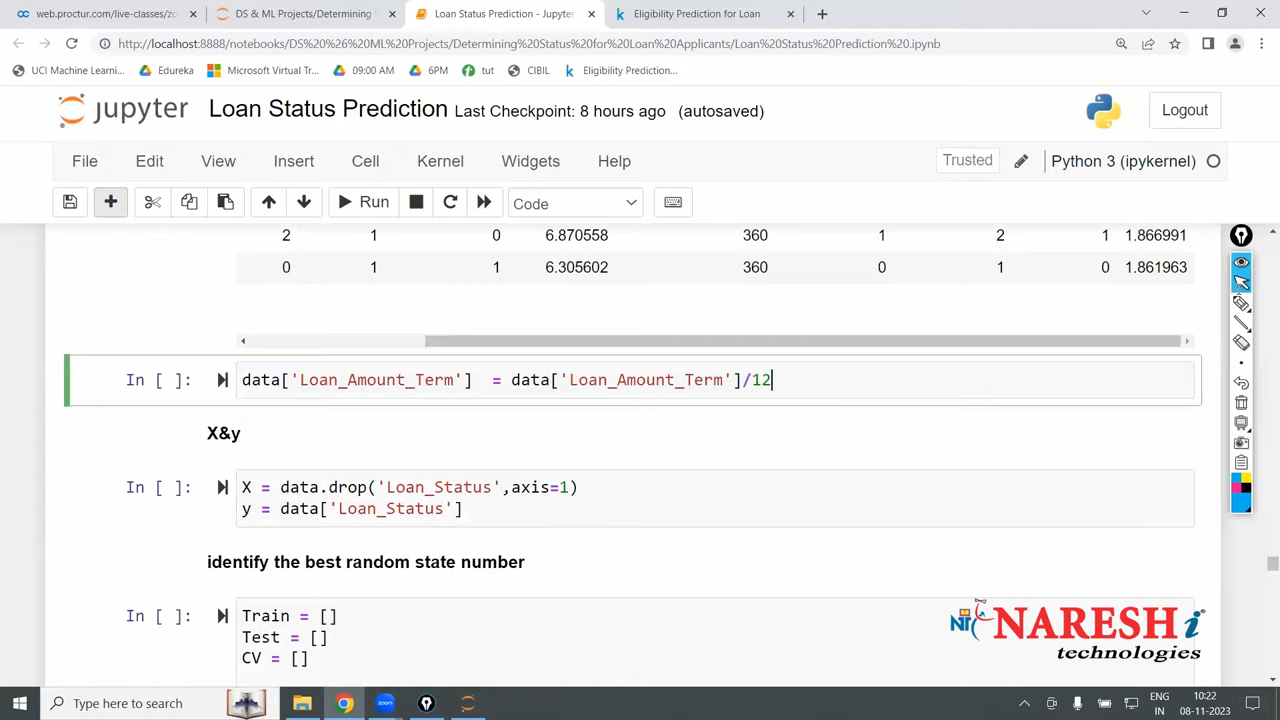 web.proctur.com/live-classes/zo
DS & ML Projects/Determining S
Loan Status Prediction - Jupyter
Eligibility Prediction for Loan
http://localhost:8888/notebooks/DS%20%26%20ML%20Projects/Determining%20Status%20for%20Loan%20Applicants/Loan%20Status%20Prediction%20.ipynb
UCI Machine Learni...
Edureka
Microsoft Virtual Tr...
09:00 AM
6PM
tut
CIBIL
Eligibility Prediction...
jupyter Loan Status Prediction Last Checkpoint: 8 hours ago (autosaved)
Logout
File Edit View Insert Cell Kernel Widgets Help
Trusted
Python 3 (ipykernel)
Run
Code
2 1 0 6.870558 360 1 2 1 1.866991
0 1 1 6.305602 360 0 1 0 1.861963
In [ ]: data['Loan_Amount_Term'] = data['Loan_Amount_Term']/12
X&y
In [ ]: X = data.drop('Loan_Status',axis=1)
y = data['Loan_Status']
identify the best random state number
In [ ]: Train = []
Test = []
CV = []
NARESH i
technologies
Type here to search
ENG
IN
10:22
08-11-2023